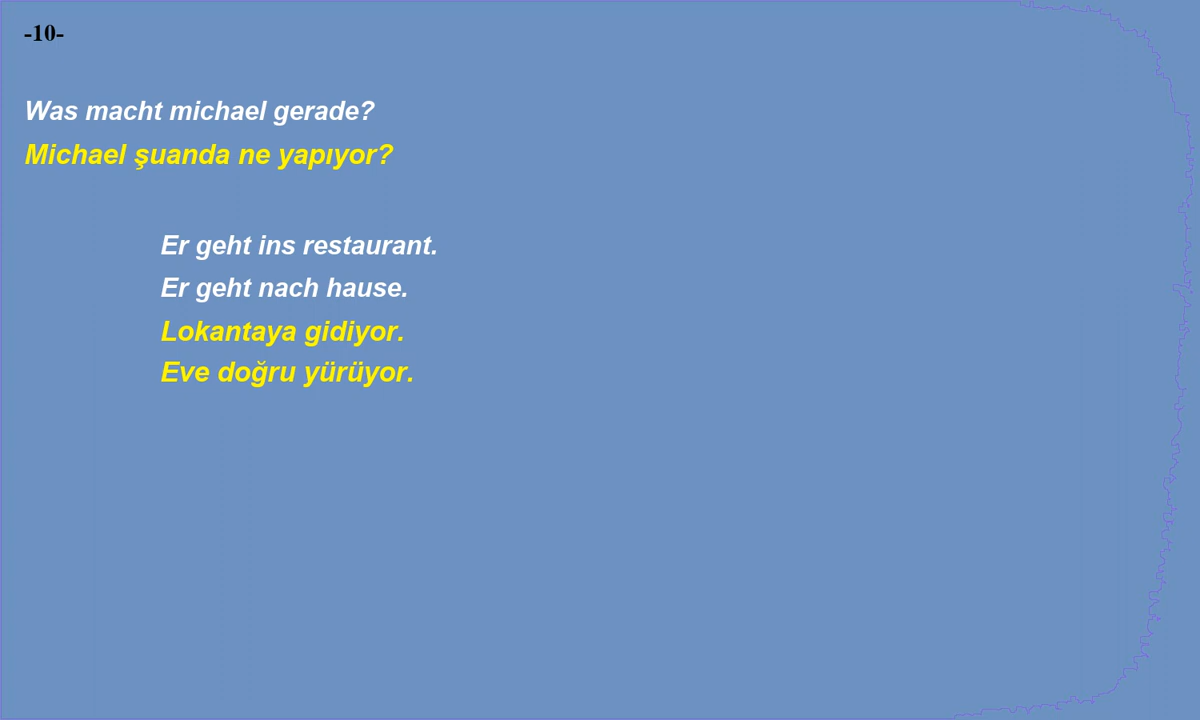 -10-
Was macht michael gerade?
Michael şuanda ne yapıyor?
Er geht ins restaurant.
Er geht nach hause.
Lokantaya gidiyor.
Eve doğru yürüyor.